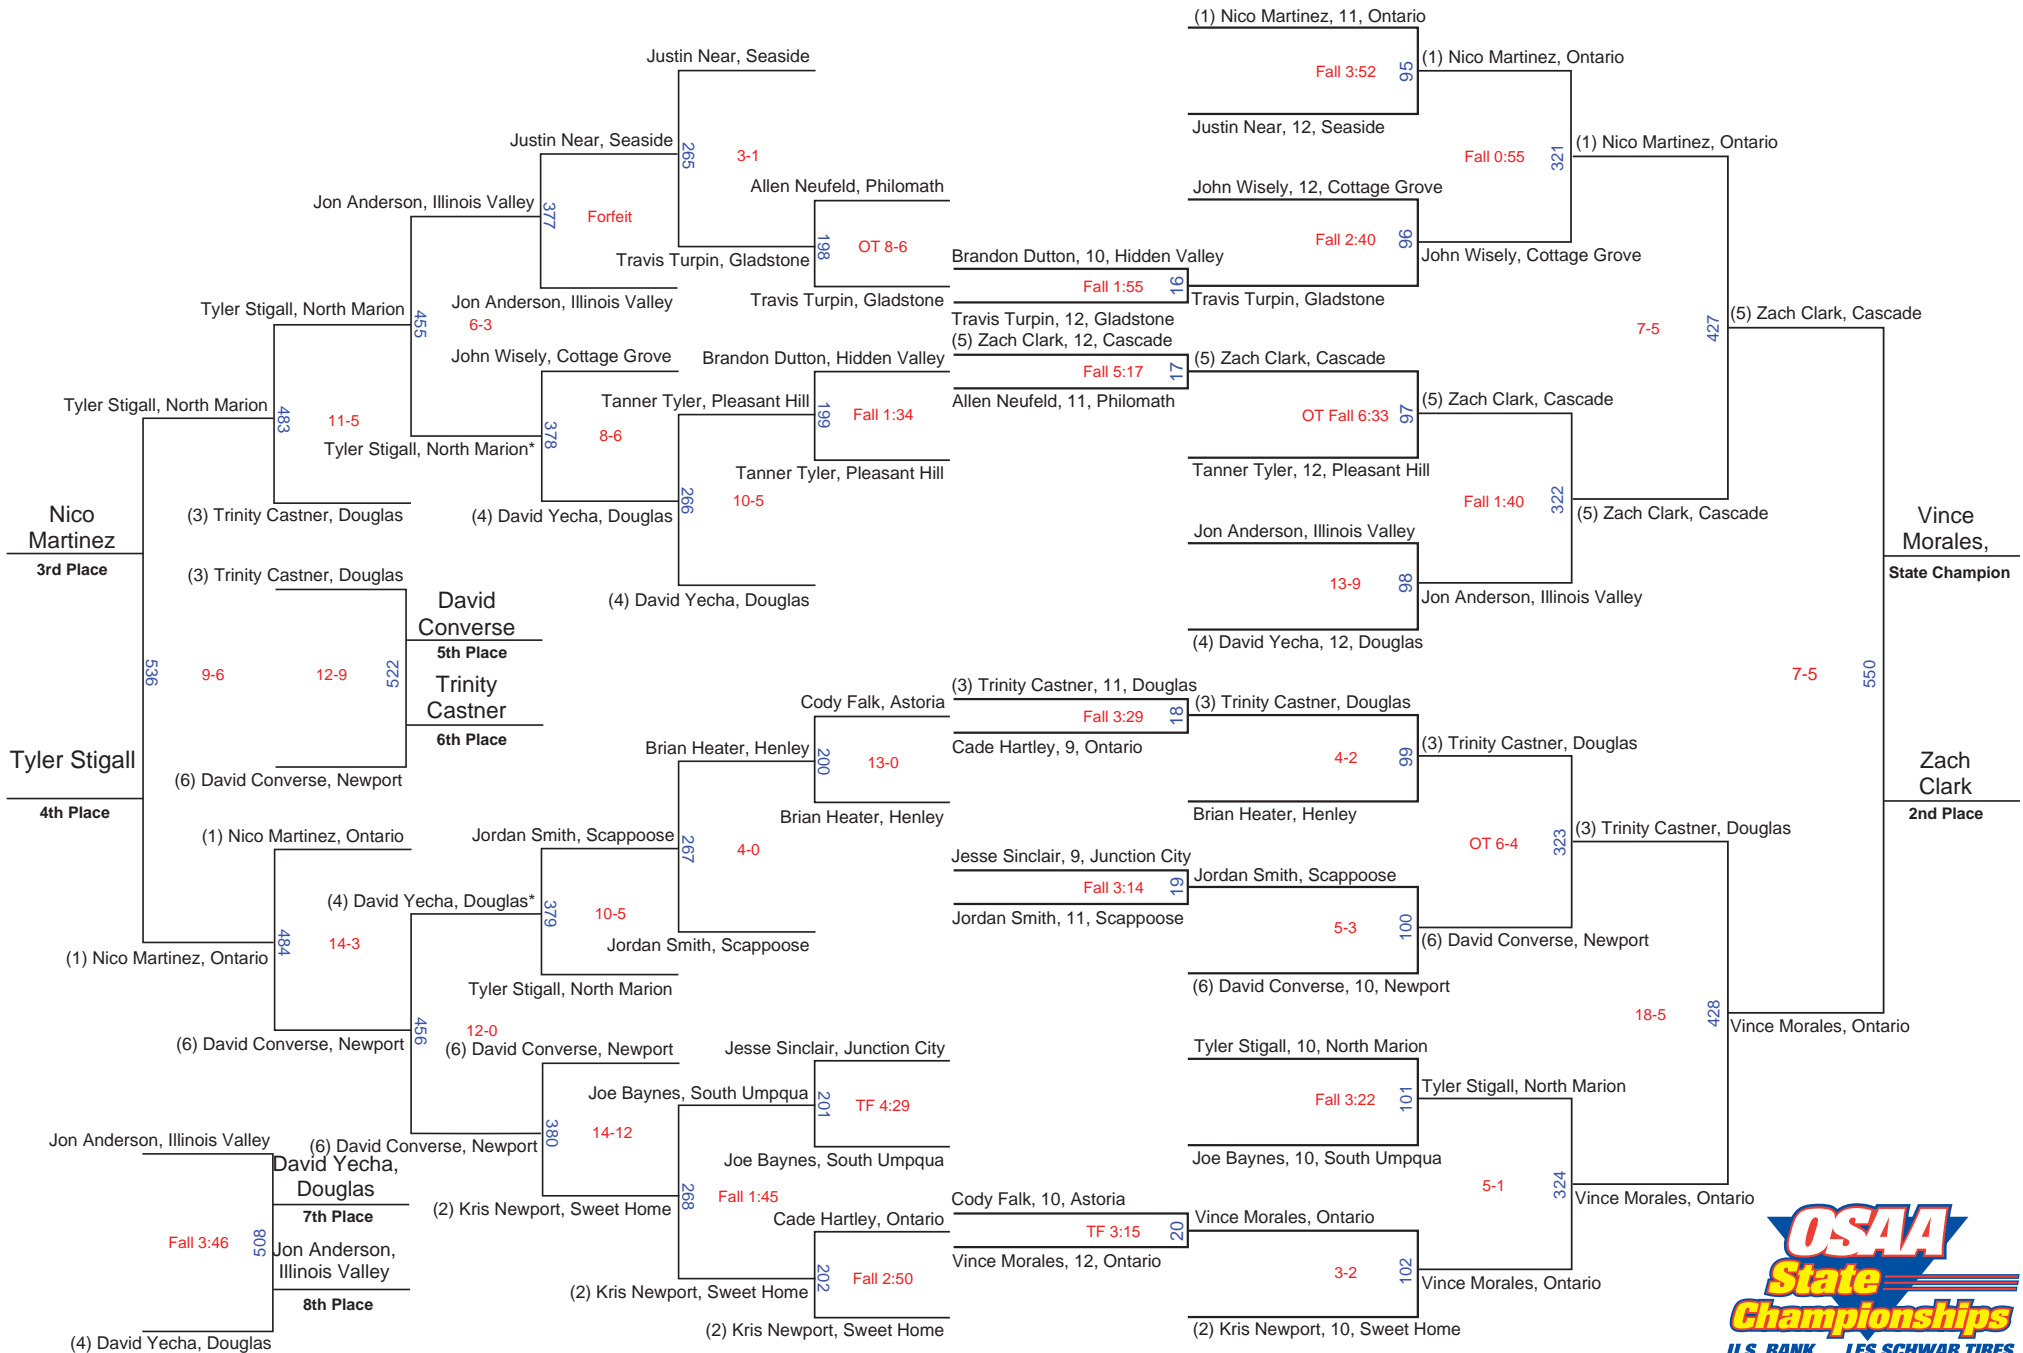 (1) Nico Martinez, 11, Ontario
Fall 3:52
95
Justin Near, 12, Seaside
(1) Nico Martinez, Ontario
John Wisely, 12, Cottage Grove
Fall 2:40
96
John Wisely, Cottage Grove
Fall 0:55
321
(1) Nico Martinez, Ontario
Brandon Dutton, 10, Hidden Valley
Fall 1:55
16
Travis Turpin, Gladstone
Travis Turpin, 12, Gladstone
(5) Zach Clark, 12, Cascade
Fall 5:17
17
(5) Zach Clark, Cascade
Allen Neufeld, 11, Philomath
OT Fall 6:33
97
(5) Zach Clark, Cascade
Tanner Tyler, 12, Pleasant Hill
Fall 1:40
322
(5) Zach Clark, Cascade
Jon Anderson, Illinois Valley
13-9
98
Jon Anderson, Illinois Valley
(4) David Yecha, 12, Douglas
7-5
427
(5) Zach Clark, Cascade
(3) Trinity Castner, 11, Douglas
Fall 3:29
18
(3) Trinity Castner, Douglas
Cade Hartley, 9, Ontario
4-2
99
(3) Trinity Castner, Douglas
Brian Heater, Henley
OT 6-4
323
(3) Trinity Castner, Douglas
Jesse Sinclair, 9, Junction City
Fall 3:14
19
Jordan Smith, Scappoose
Jordan Smith, 11, Scappoose
5-3
100
(6) David Converse, Newport
(6) David Converse, 10, Newport
18-5
428
Vince Morales, Ontario
Tyler Stigall, 10, North Marion
Fall 3:22
101
Tyler Stigall, North Marion
Joe Baynes, 10, South Umpqua
5-1
324
Vince Morales, Ontario
Cody Falk, 10, Astoria
TF 3:15
20
Vince Morales, Ontario
Vince Morales, 12, Ontario
3-2
102
Vince Morales, Ontario
(2) Kris Newport, 10, Sweet Home
7-5
550
Vince
Morales,
State Champion
Zach
Clark
2nd Place
Justin Near, Seaside
Justin Near, Seaside
265
3-1
Allen Neufeld, Philomath
198
OT 8-6
Travis Turpin, Gladstone
Travis Turpin, Gladstone
Jon Anderson, Illinois Valley
377
Forfeit
Jon Anderson, Illinois Valley
Tyler Stigall, North Marion
455
6-3
John Wisely, Cottage Grove
Brandon Dutton, Hidden Valley
Tanner Tyler, Pleasant Hill
199
Fall 1:34
Tyler Stigall, North Marion*
378
8-6
Tanner Tyler, Pleasant Hill
266
10-5
(4) David Yecha, Douglas
(4) David Yecha, Douglas
Tyler Stigall, North Marion
483
11-5
(3) Trinity Castner, Douglas
Nico
Martinez
3rd Place
(3) Trinity Castner, Douglas
David
Converse
5th Place
536
9-6
12-9
522
Trinity
Castner
6th Place
Tyler Stigall
4th Place
(6) David Converse, Newport
Cody Falk, Astoria
Brian Heater, Henley
200
13-0
Brian Heater, Henley
(1) Nico Martinez, Ontario
Jordan Smith, Scappoose
267
4-0
(4) David Yecha, Douglas*
379
10-5
Jordan Smith, Scappoose
(1) Nico Martinez, Ontario
484
14-3
Tyler Stigall, North Marion
(6) David Converse, Newport
456
12-0
(6) David Converse, Newport
Jesse Sinclair, Junction City
Joe Baynes, South Umpqua
201
TF 4:29
(6) David Converse, Newport
380
14-12
Joe Baynes, South Umpqua
(2) Kris Newport, Sweet Home
268
Fall 1:45
Cade Hartley, Ontario
202
Fall 2:50
(2) Kris Newport, Sweet Home
(2) Kris Newport, Sweet Home
Jon Anderson, Illinois Valley
David Yecha,
Douglas
7th Place
Fall 3:46
508
Jon Anderson,
Illinois Valley
8th Place
(4) David Yecha, Douglas
OSAA
State
Championships
U.S. BANK LES SCHWAB TIRES